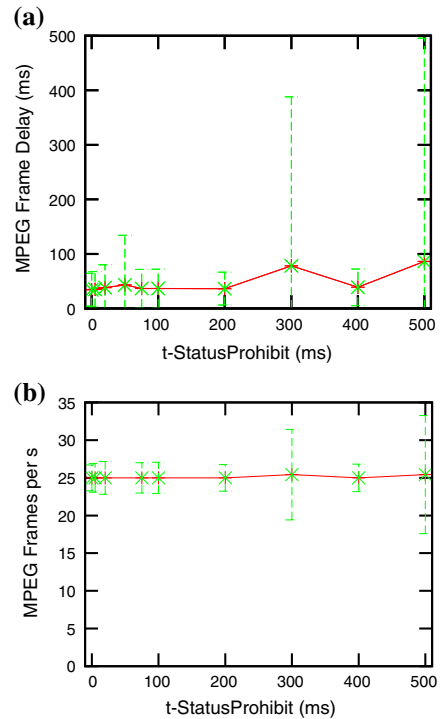 (a)
500
400
300
200
100
0
MPEG Frame Delay (ms)
0 100 200 300 400 500
t-StatusProhibit (ms)
(b)
35
30
25
20
15
10
5
0
MPEG Frames per s
0 100 200 300 400 500
t-StatusProhibit (ms)